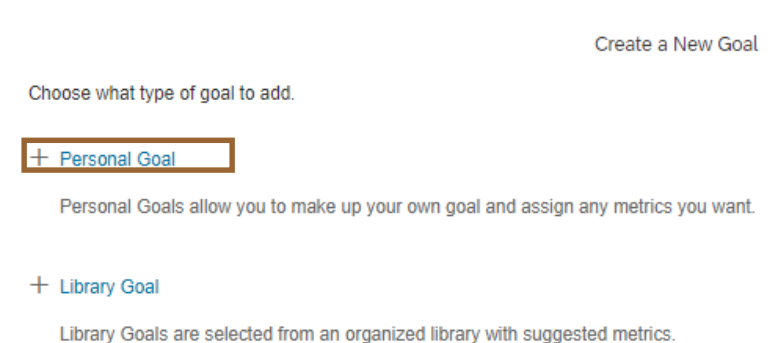 Create a New Goal
Choose what type of goal to add.
+ Personal Goal
Personal Goals allow you to make up your own goal and assign any metrics you want.
+ Library Goal
Library Goals are selected from an organized library with suggested metrics.